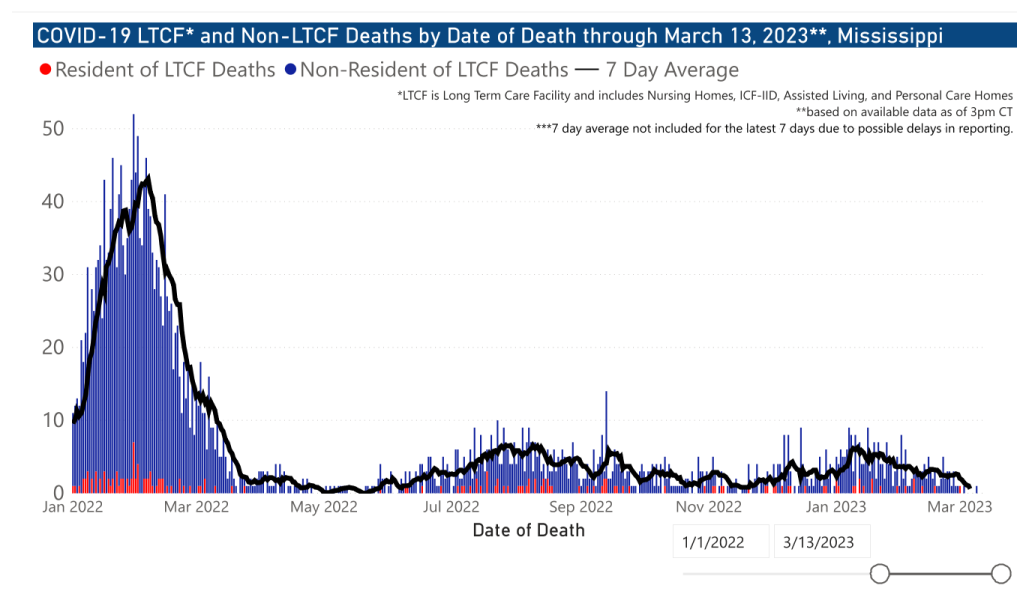 COVID-19 LTCF* and Non-LTCF Deaths by Date of Death through March 13, 2023**, Mississippi
Resident of LTCF Deaths Non-Resident of LTCF Deaths 7 Day Average
*LTCF is Long Term Care Facility and includes Nursing Homes, ICF-IID, Assisted Living, and Personal Care Homes
**based on available data as of 3pm CT
***7 day average not included for the latest 7 days due to possible delays in reporting.
50
40
30
20
10
0
Jan 2022 Mar 2022 May 2022 Jul 2022 Sep 2022 Nov 2022 Jan 2023 Mar 2023
Date of Death
1/1/2022 3/13/2023